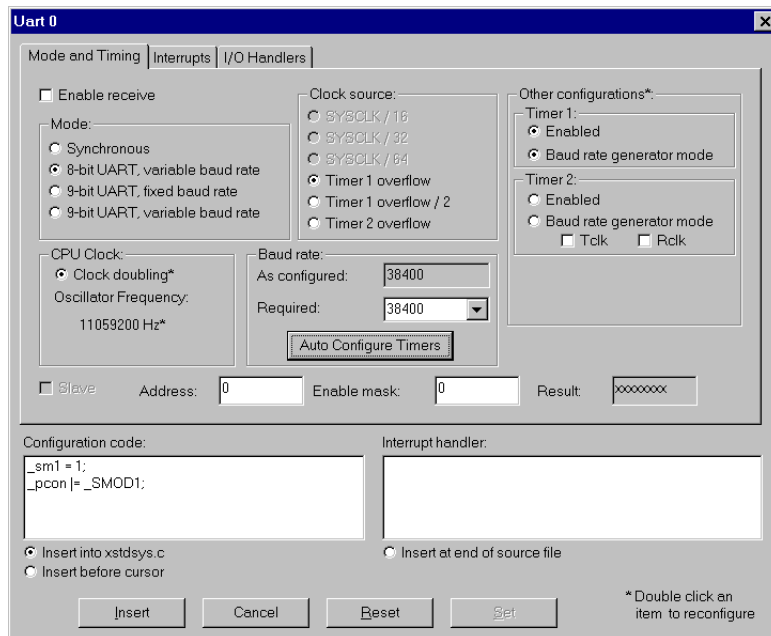 Uart 0
Mode and Timing Interrupts I/O Handlers
Enable receive
Mode:
Synchronous
8-bit UART, variable baud rate
9-bit UART, fixed baud rate
9-bit UART, variable baud rate
Clock source:
SYSCLK / 16
SYSCLK / 32
SYSCLK / 64
Timer 1 overflow
Timer 1 overflow / 2
Timer 2 overflow
Other configurations*:
Timer 1:
Enabled
Baud rate generator mode
Timer 2:
Enabled
Baud rate generator mode
Tclk Rclk
CPU Clock:
Clock doubling*
Oscillator Frequency:
11059200 Hz*
Baud rate:
As configured: 38400
Required: 38400
Auto Configure Timers
Slave Address: 0 Enable mask: 0 Result: xxxxxxxx
Configuration code:
_sm1 = 1;
_pcon |= _SMOD1;
Insert into xstdsys.c
Insert before cursor
Interrupt handler:
Insert at end of source file
Insert Cancel Reset Set
* Double click an
item to reconfigure